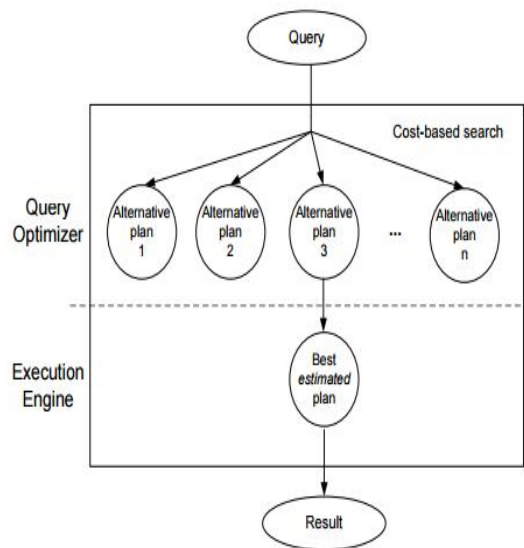 Query
Cost-based search
Query
Optimizer
Alternative
plan
1
Alternative
plan
2
Alternative
plan
3
...
Alternative
plan
n
Execution
Engine
Best
estimated
plan
Result